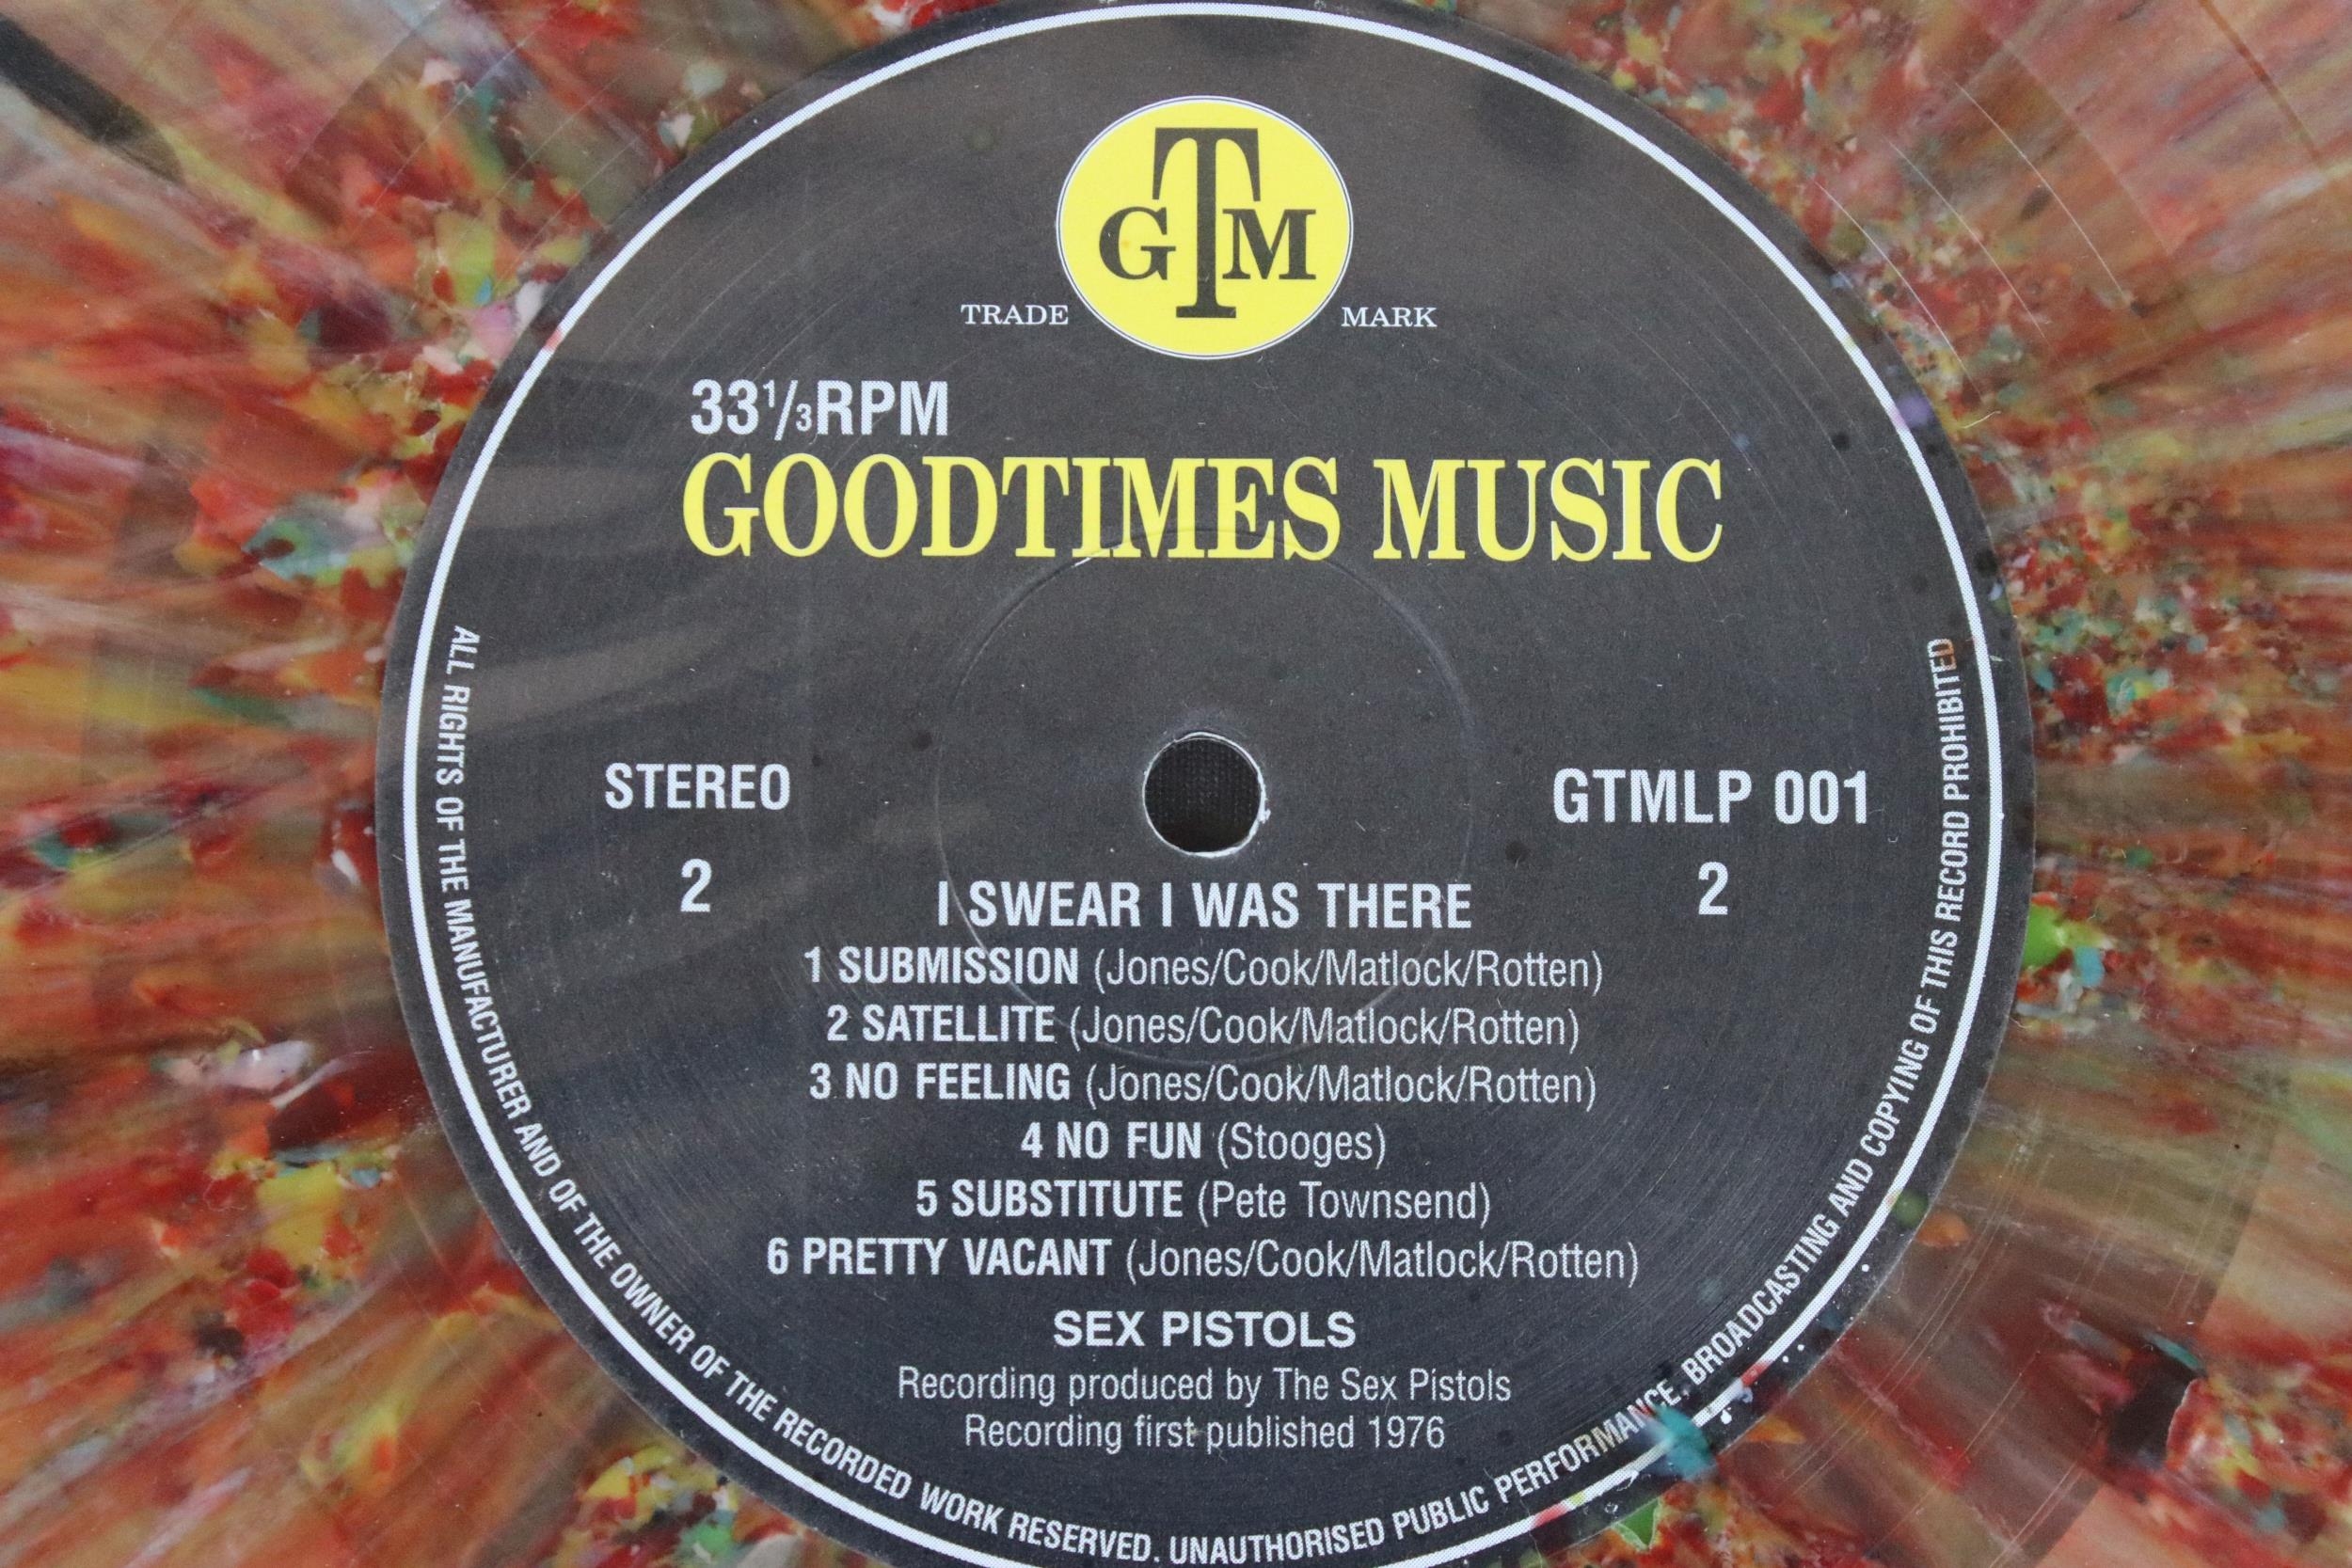 GTM
TRADE MARK
33 1/3 RPM
GOODTIMES MUSIC
STEREO
GTMLP 001
2
2
I SWEAR I WAS THERE
1 SUBMISSION (Jones/Cook/Matlock/Rotten)
2 SATELLITE (Jones/Cook/Matlock/Rotten)
3 NO FEELING (Jones/Cook/Matlock/Rotten)
4 NO FUN (Stooges)
5 SUBSTITUTE (Pete Townsend)
6 PRETTY VACANT (Jones/Cook/Matlock/Rotten)
SEX PISTOLS
Recording produced by The Sex Pistols
Recording first published 1976
ALL RIGHTS OF THE MANUFACTURER AND OF THE OWNER OF THE RECORDED WORK RESERVED. UNAUTHORISED PUBLIC PERFORMANCE, BROADCASTING AND COPYING OF THIS RECORD PROHIBITED